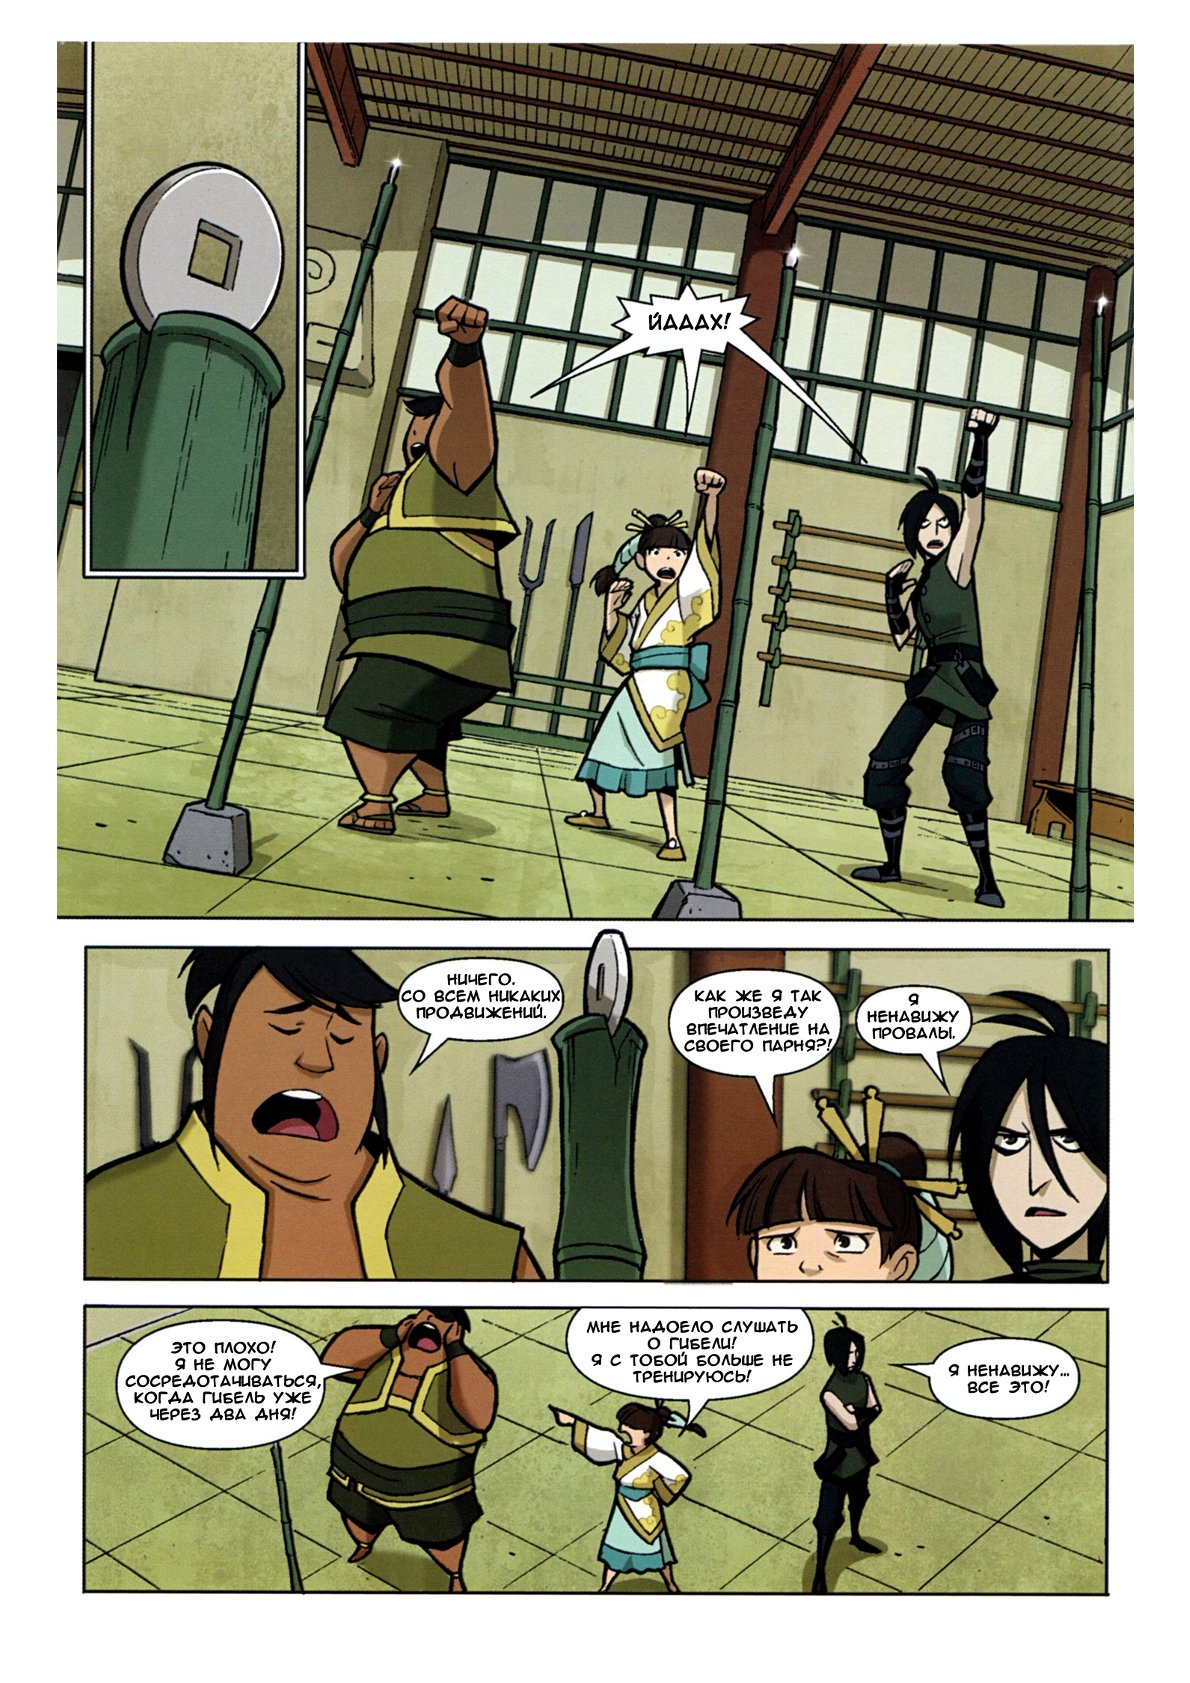 ЙАААХ!
НИЧЕГО.
СО ВСЕМ НИКАКИХ
ПРОДВИЖЕНИЙ.
КАК ЖЕ Я ТАК
ПРОИЗВЕДУ
ВПЕЧАТЛЕНИЕ НА
СВОЕГО ПАРНЯ?!
Я
НЕНАВИЖУ
ПРОВАЛЫ.
ЭТО ПЛОХО!
Я НЕ МОГУ
СОСРЕДОТАЧИВАТЬСЯ,
КОГДА ГИБЕЛЬ УЖЕ
ЧЕРЕЗ ДВА ДНЯ!
МНЕ НАДОЕЛО СЛУШАТЬ
О ГИБЕЛИ!
Я С ТОБОЙ БОЛЬШЕ НЕ
ТРЕНИРУЮСЬ!
Я НЕНАВИЖУ...
ВСЕ ЭТО!